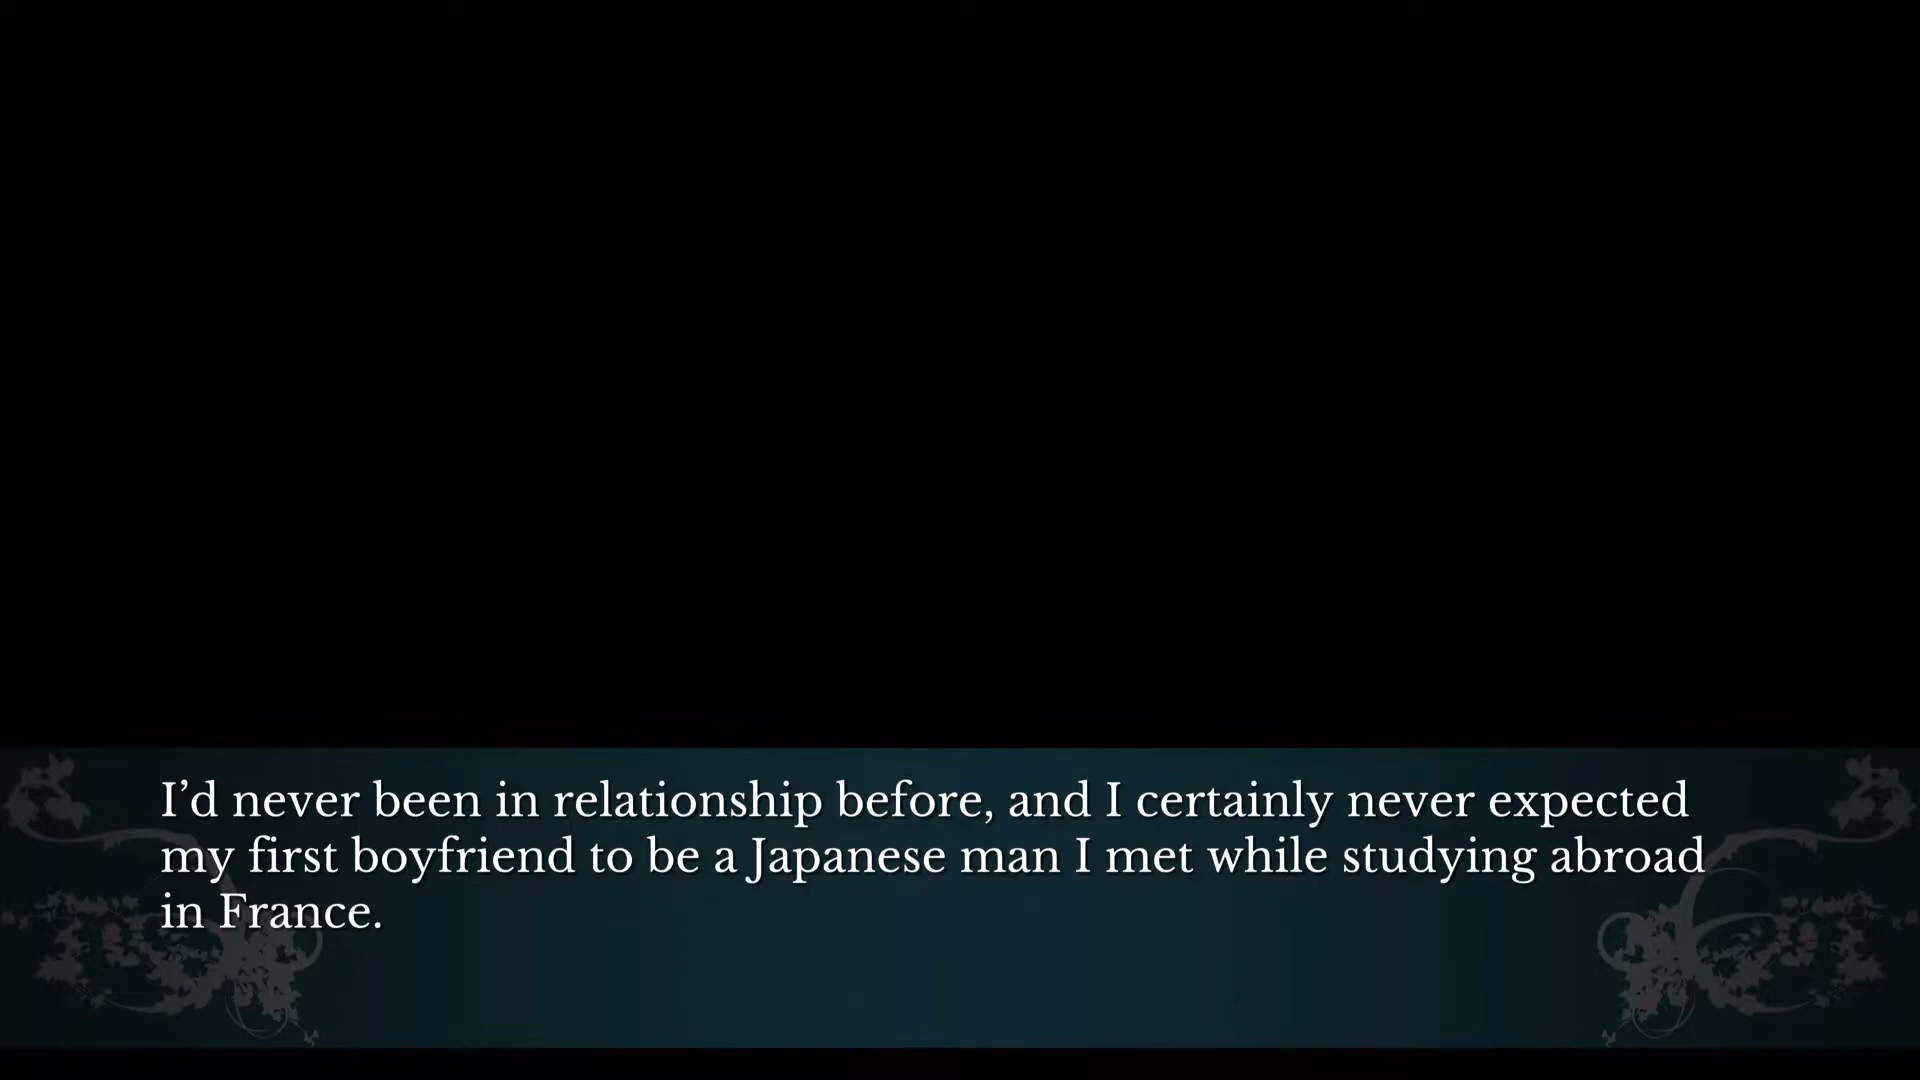 I’d never been in relationship before, and I certainly never expected
my first boyfriend to be a Japanese man I met while studying abroad
in France.